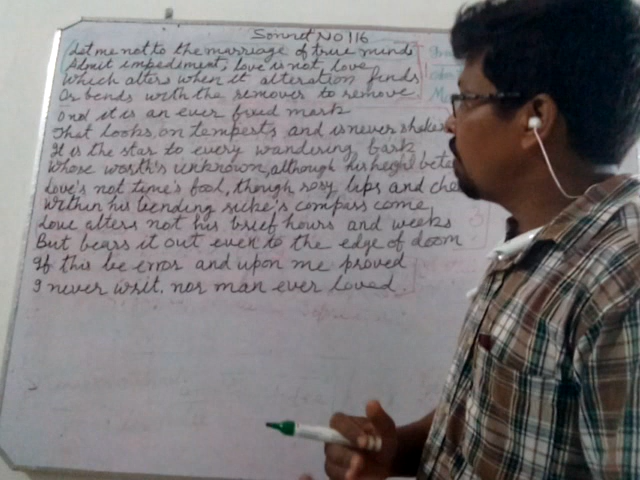 Sonnet NO 116
Let me not to the marriage of true minds
Admit impediment, love is not, love
Which alters when it alteration finds
Or bends with the remover to remove
O no! it is an ever fixed mark
That looks on tempests and is never shaken
It is the star to every wandering bark
Whose worth's unknown, although his heighe be
Love's not time's fool, though rosy lips and che
Within his bending sicke's compass come
Love alters not his brief hours and weeks
But bears it out even to the edge of doom
If this be error and upon me proved
I never writ, nor man ever loved.
3